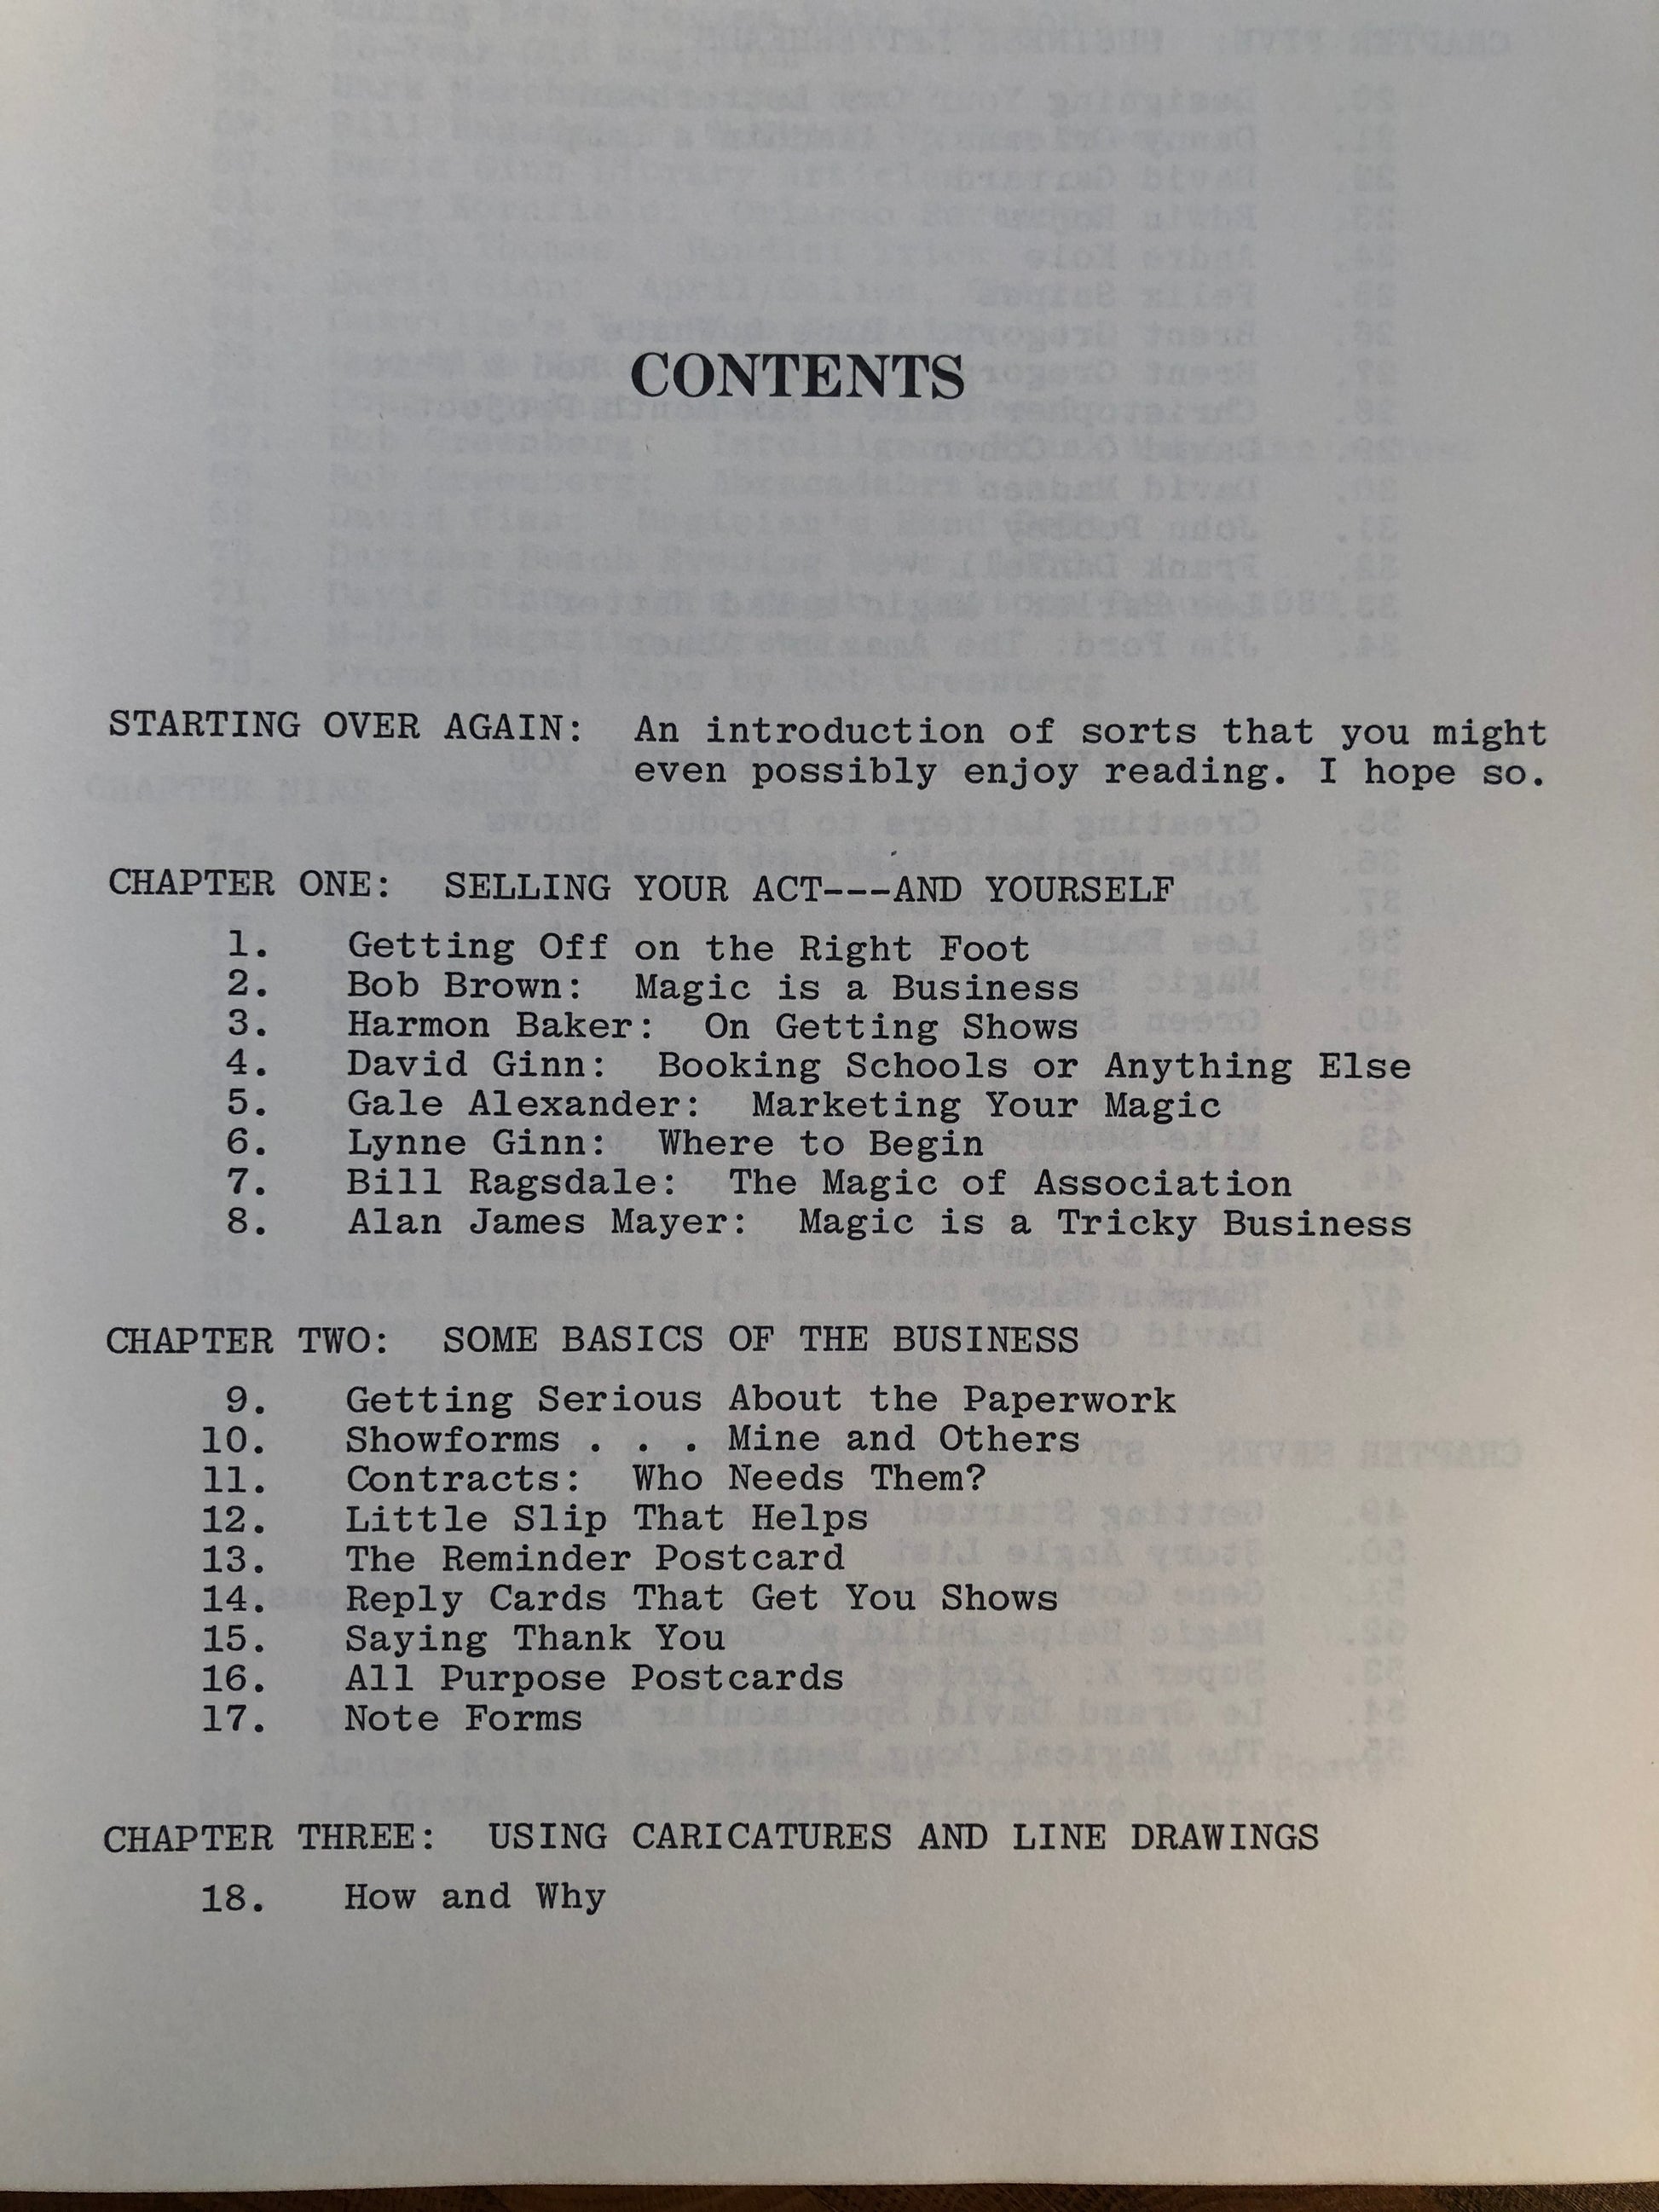 CONTENTS
STARTING OVER AGAIN: An introduction of sorts that you might
even possibly enjoy reading. I hope so.
CHAPTER ONE: SELLING YOUR ACT---AND YOURSELF
1. Getting Off on the Right Foot
2. Bob Brown: Magic is a Business
3. Harmon Baker: On Getting Shows
4. David Ginn: Booking Schools or Anything Else
5. Gale Alexander: Marketing Your Magic
6. Lynne Ginn: Where to Begin
7. Bill Ragsdale: The Magic of Association
8. Alan James Mayer: Magic is a Tricky Business
CHAPTER TWO: SOME BASICS OF THE BUSINESS
9. Getting Serious About the Paperwork
10. Showforms . . . Mine and Others
11. Contracts: Who Needs Them?
12. Little Slip That Helps
13. The Reminder Postcard
14. Reply Cards That Get You Shows
15. Saying Thank You
16. All Purpose Postcards
17. Note Forms
CHAPTER THREE: USING CARICATURES AND LINE DRAWINGS
18. How and Why